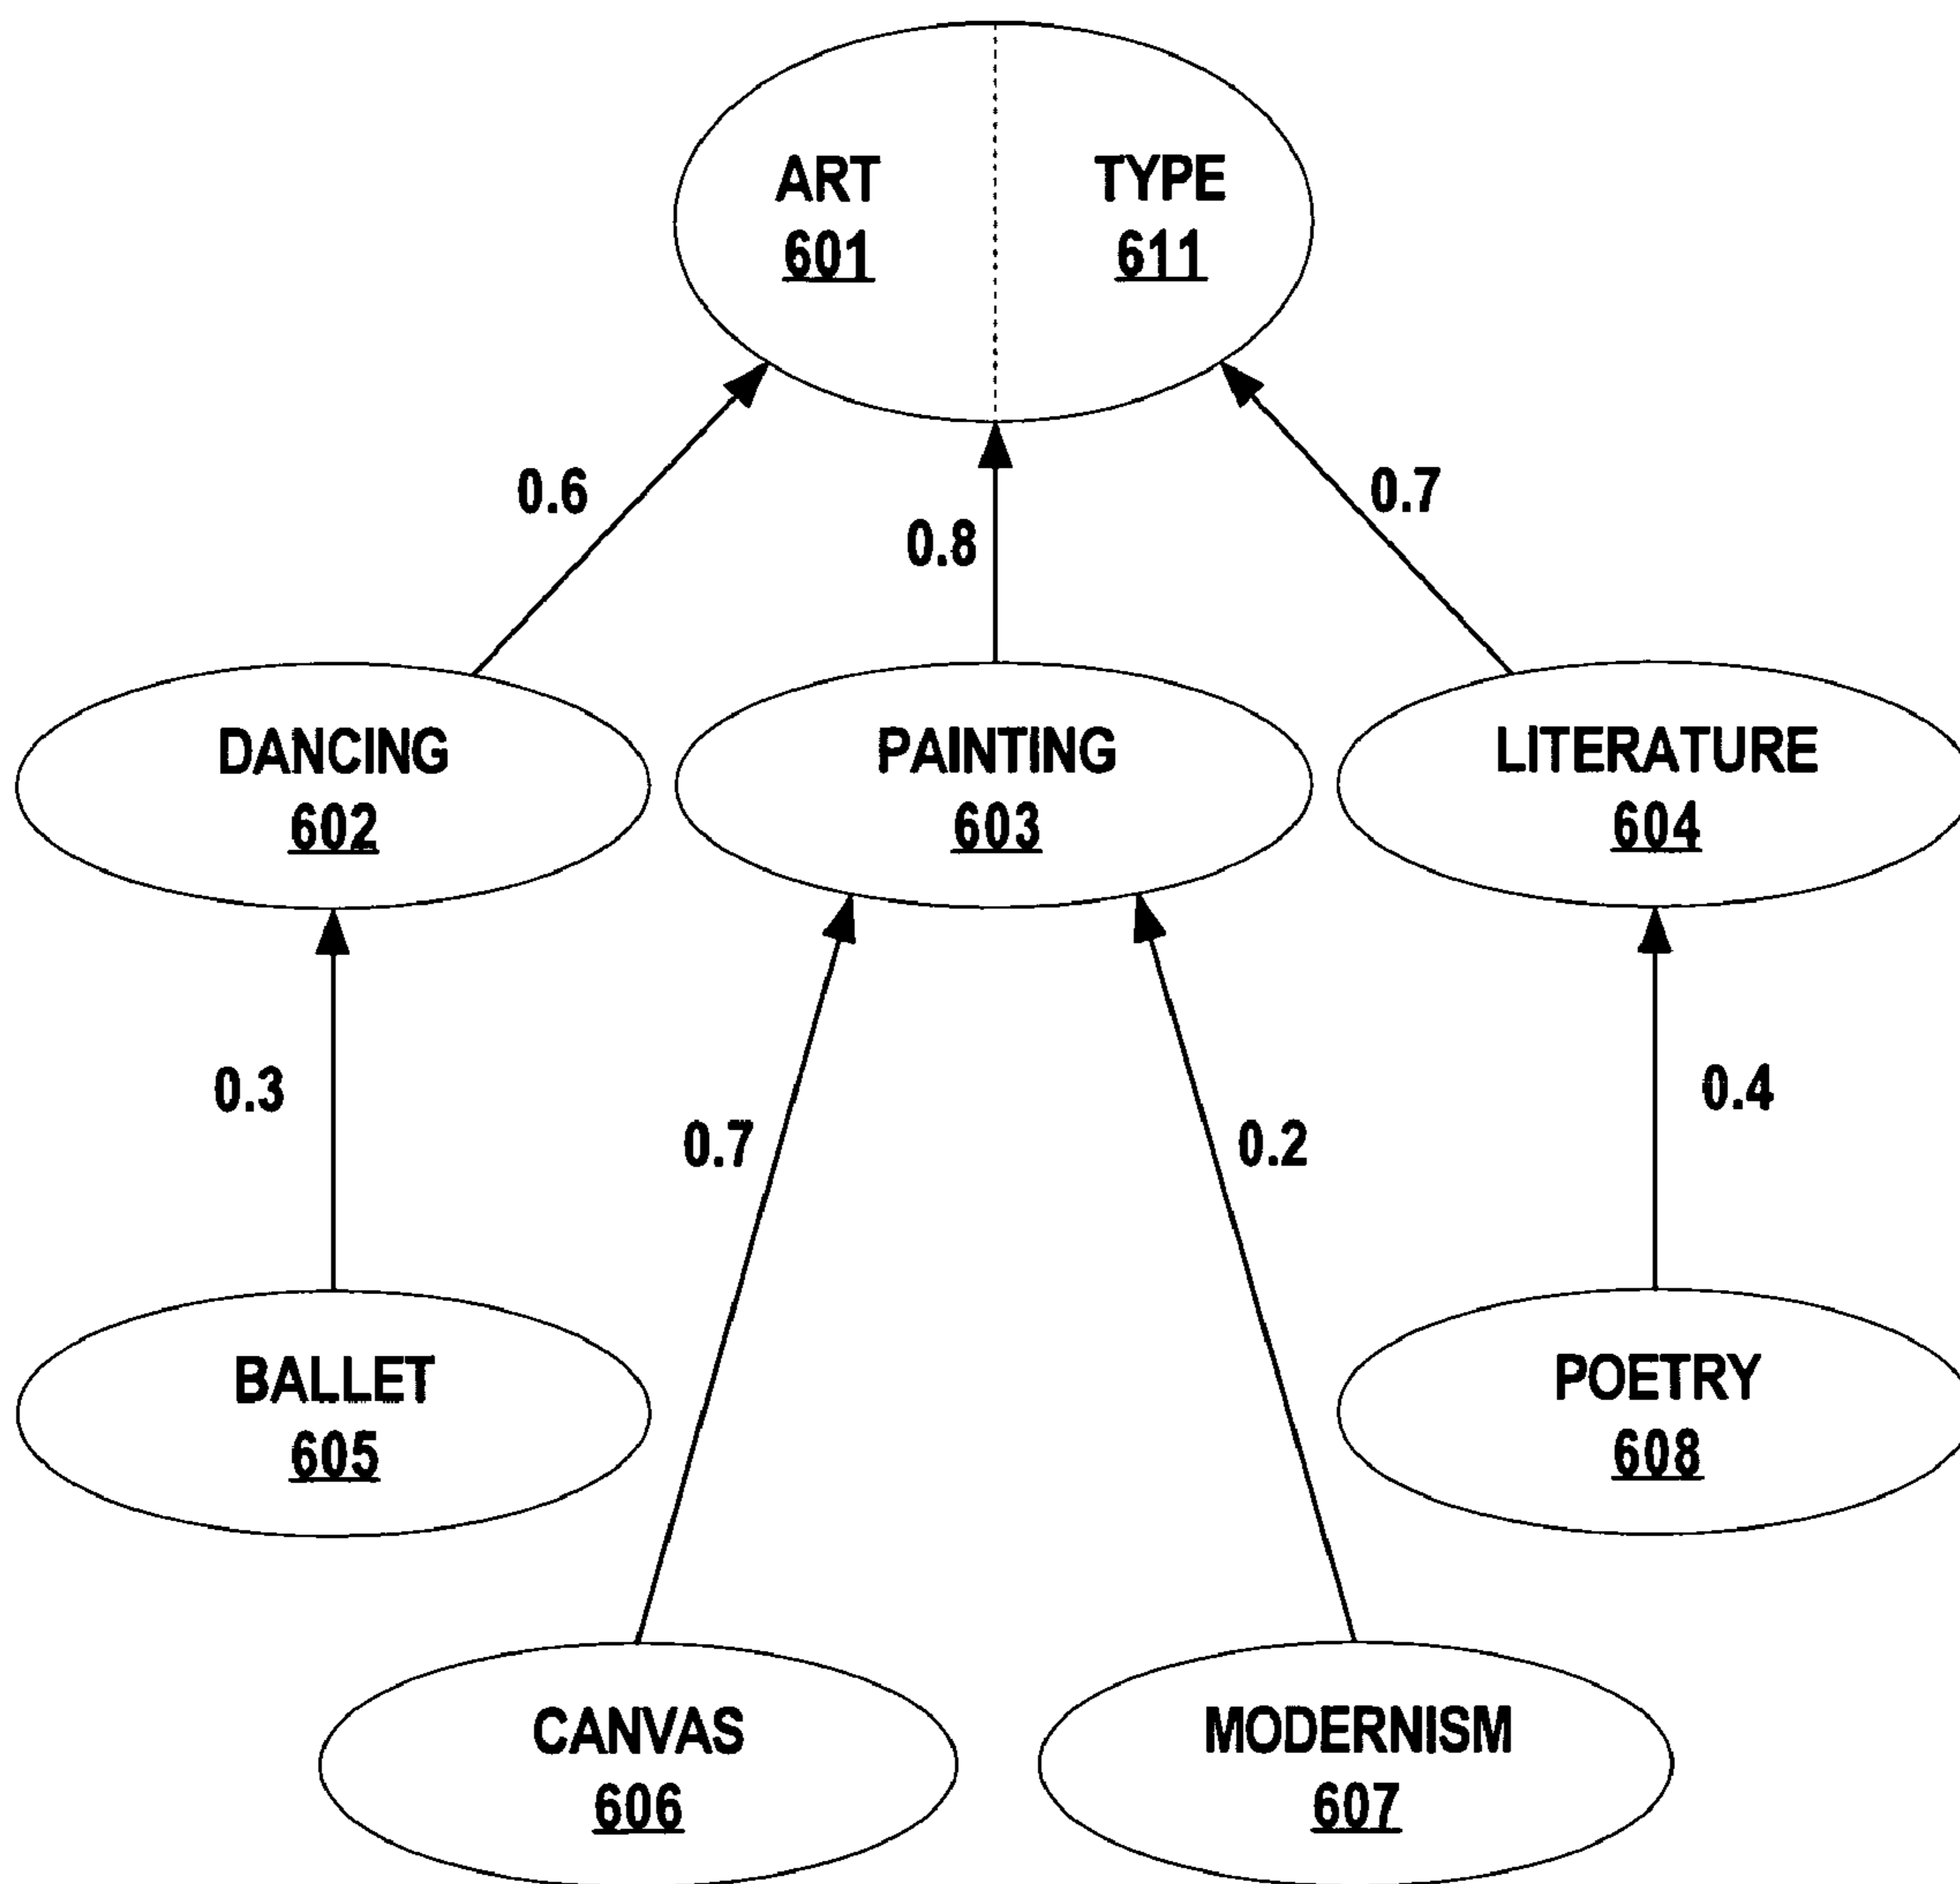 ART
601
TYPE
611
0.6
0.8
0.7
DANCING
602
PAINTING
603
LITERATURE
604
0.3
0.7
0.2
0.4
BALLET
605
POETRY
608
CANVAS
606
MODERNISM
607